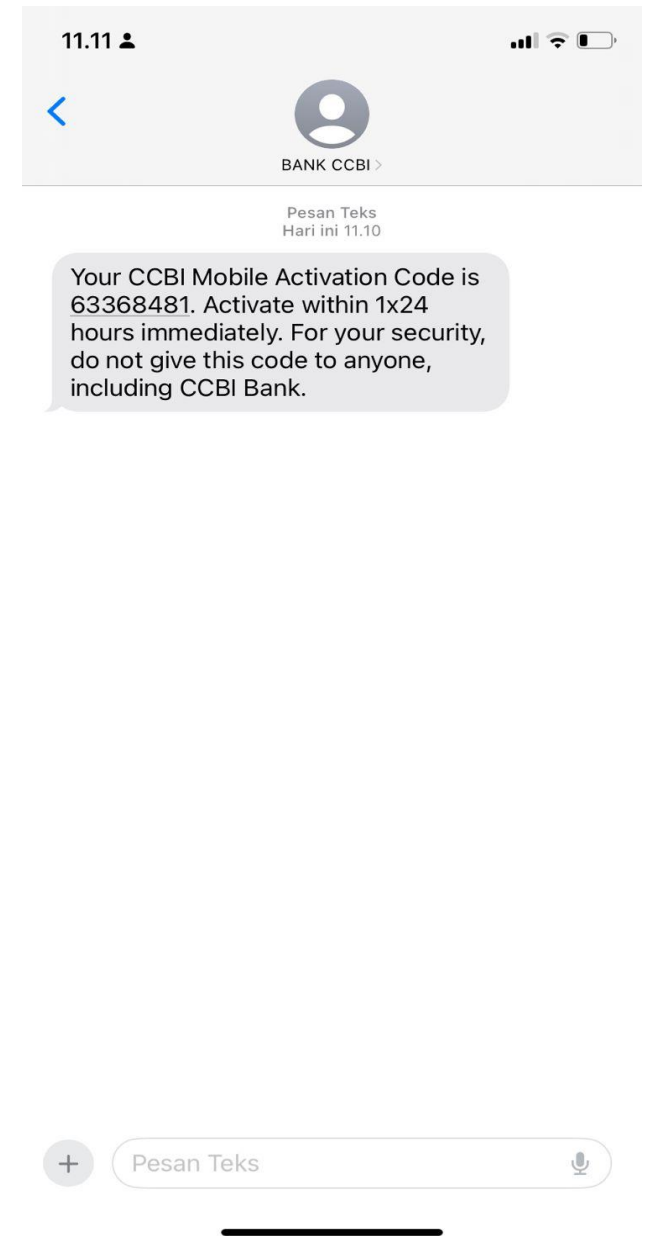 11.11
BANK CCBI >
Pesan Teks
Hari ini 11.10
Your CCBI Mobile Activation Code is
63368481. Activate within 1x24
hours immediately. For your security,
do not give this code to anyone,
including CCBI Bank.
Pesan Teks